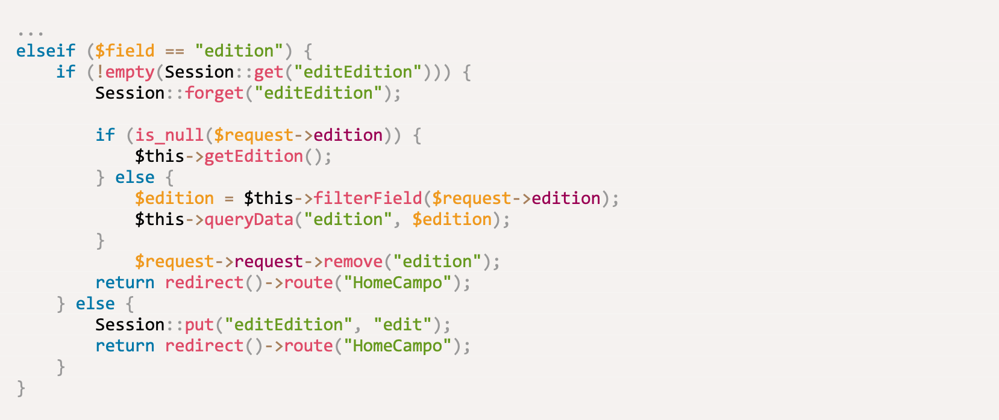 ...
elseif ($field == "edition") {
    if (!empty(Session::get("editEdition"))) {
        Session::forget("editEdition");

        if (is_null($request->edition)) {
            $this->getEdition();
        } else {
            $edition = $this->filterField($request->edition);
            $this->queryData("edition", $edition);
        }
            $request->request->remove("edition");
        return redirect()->route("HomeCampo");
    } else {
        Session::put("editEdition", "edit");
        return redirect()->route("HomeCampo");
    }
}